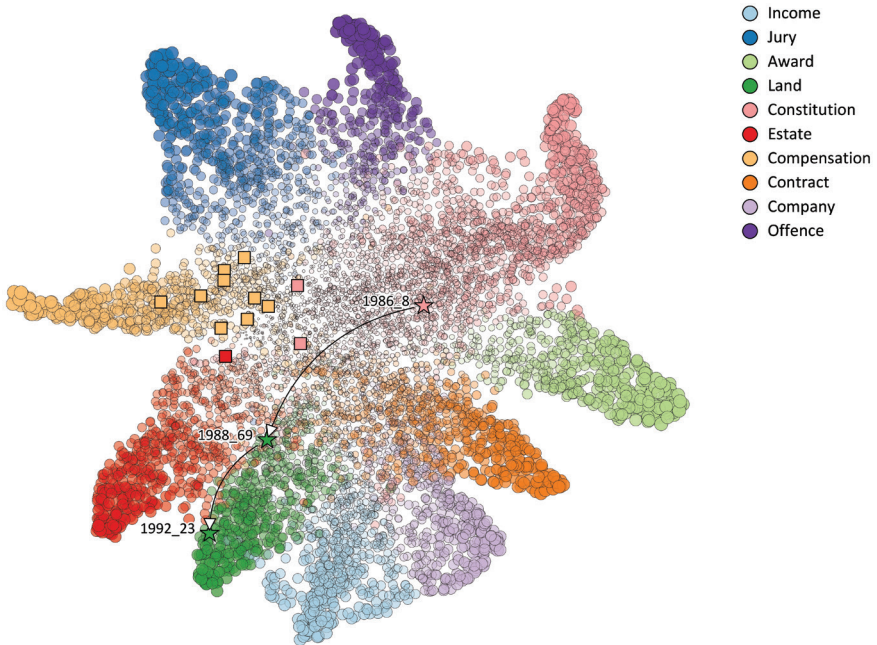 Income
Jury
Award
Land
Constitution
Estate
Compensation
Contract
Company
Offence
1986_8
1988_69
1992_23